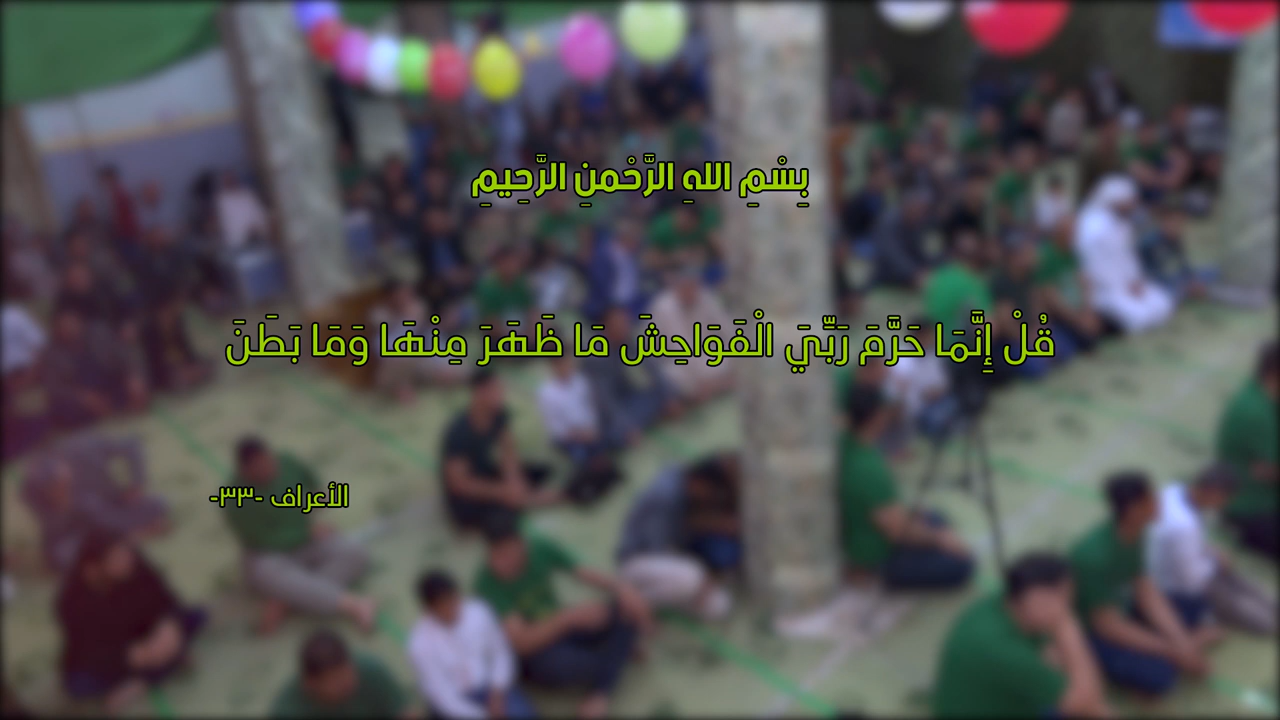 بِسْمِ اللهِ الرَّحْمنِ الرَّحِيمِ
قُلْ إِنَّمَا حَرَّمَ رَبِّيَ الْفَوَاحِشَ مَا ظَهَرَ مِنْهَا وَمَا بَطَنَ
الأعراف -٣٣-